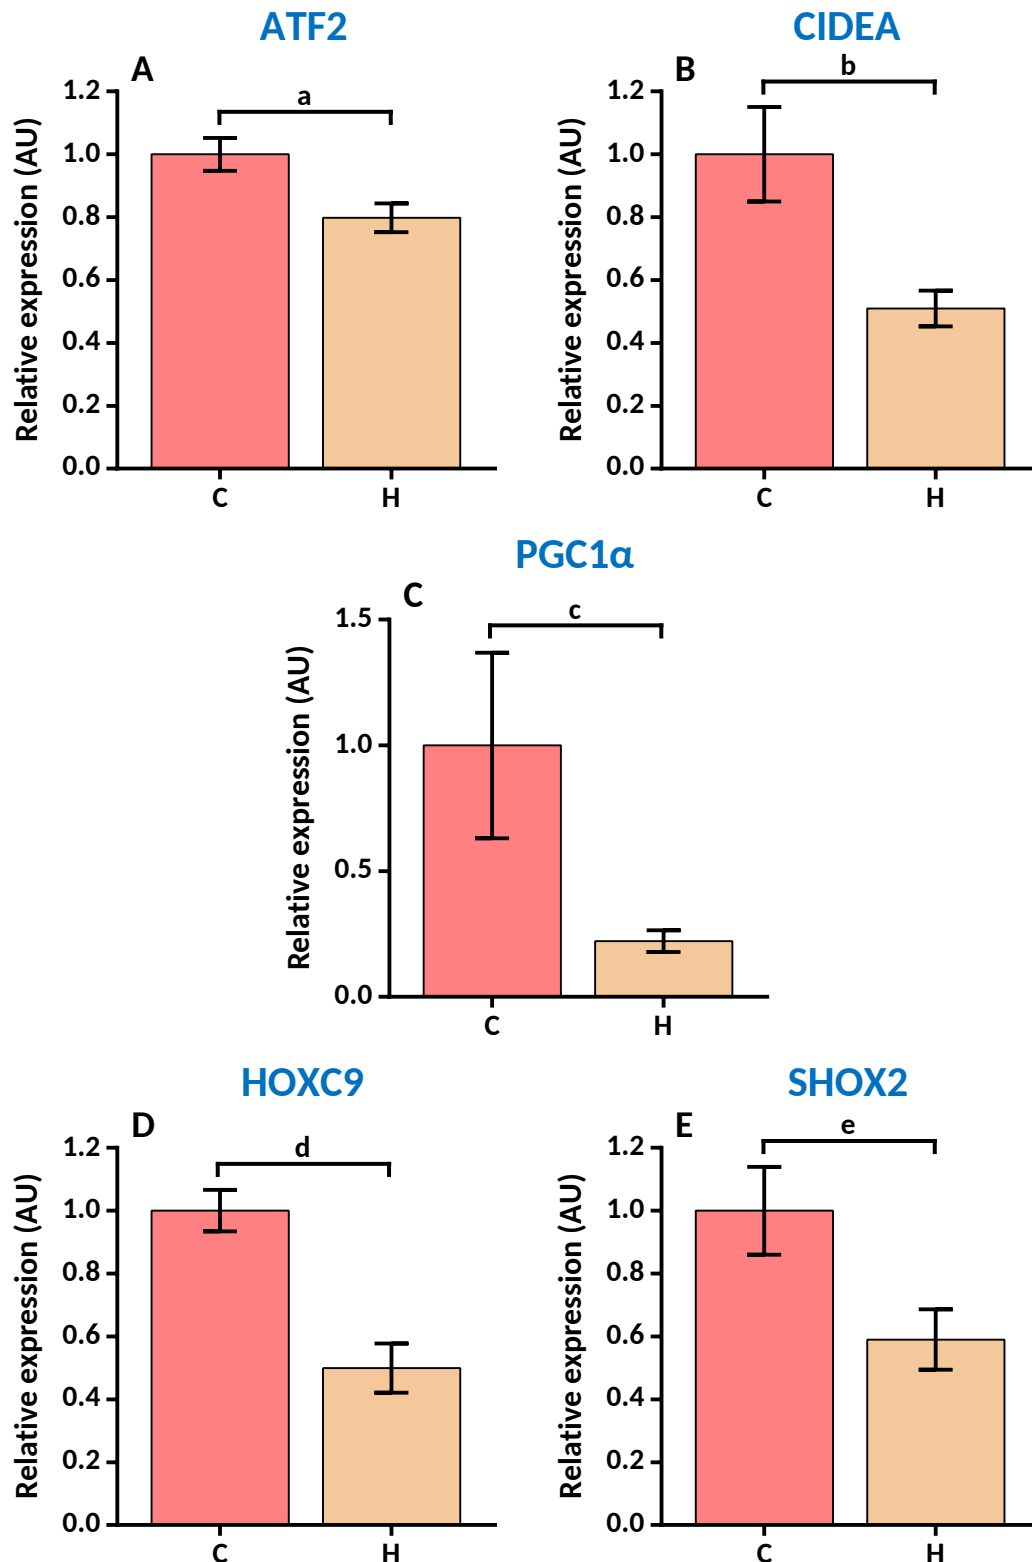 ATF2
A
a
Relative expression (AU)
1.2
1.0
0.8
0.6
0.4
0.2
0.0
C
H
CIDEA
B
b
Relative expression (AU)
1.2
1.0
0.8
0.6
0.4
0.2
0.0
C
H
PGC1α
C
c
Relative expression (AU)
1.5
1.0
0.5
0.0
C
H
HOXC9
D
d
Relative expression (AU)
1.2
1.0
0.8
0.6
0.4
0.2
0.0
C
H
SHOX2
E
e
Relative expression (AU)
1.2
1.0
0.8
0.6
0.4
0.2
0.0
C
H